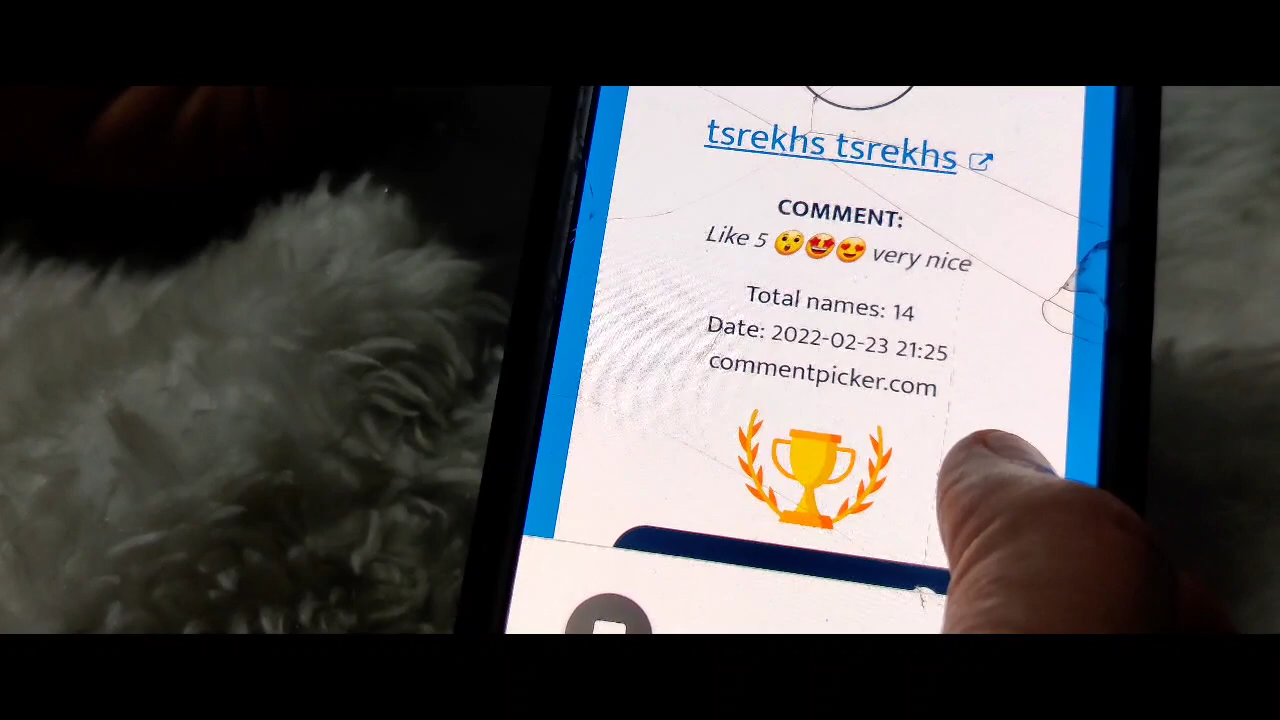 tsrekhs tsrekhs
COMMENT:
Like 5 😲🤩😍 very nice
Total names: 14
Date: 2022-02-23 21:25
commentpicker.com